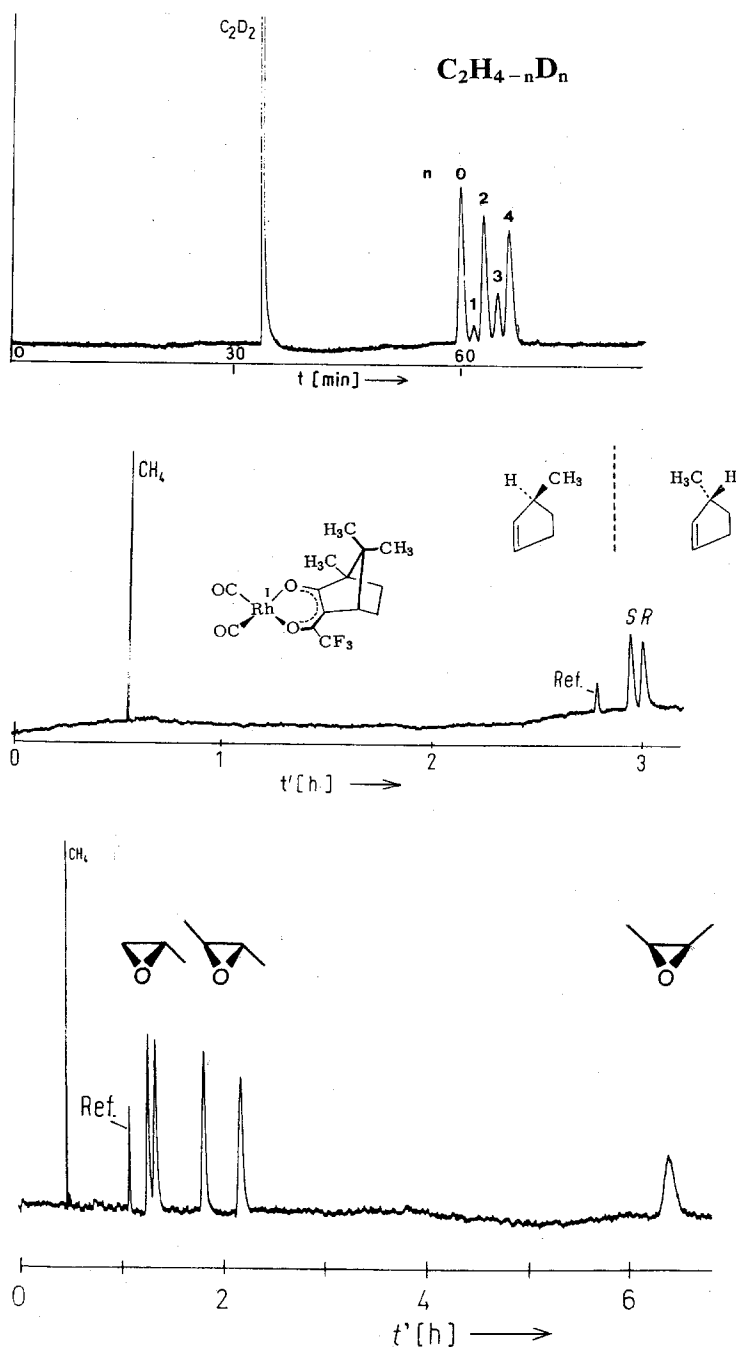 C₂D₂
C₂H₄₋ₙDₙ
n 0
2
4
3
1
0 30 60
t [min] →
CH₄
H CH₃ H₃C H
H₃C
CH₃
H₃C
OC I O
Rh
OC O
CF₃
S R
Ref.
0 1 2 3
t' [h] →
CH₄
O O O
Ref.
0 2 4 6
t' [h] →